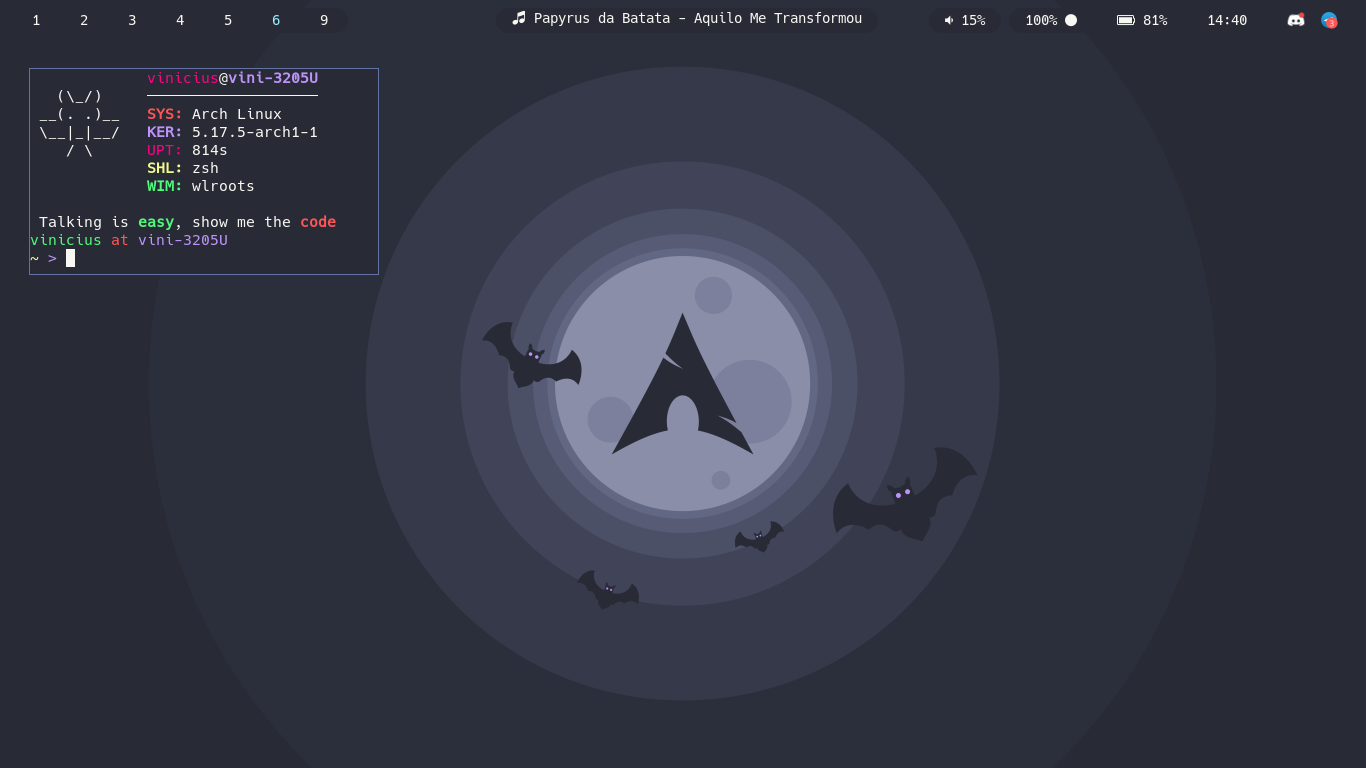 1 2 3 4 5 6 9 Papyrus da Batata - Aquilo Me Transformou 15% 100% 81% 14:40 3
vinicius@vini-3205U
(\_/)
__(. .)__ SYS: Arch Linux
\__|_|__/ KER: 5.17.5-arch1-1
/ \ UPT: 814s
SHL: zsh
WIM: wlroots
Talking is easy, show me the code
vinicius at vini-3205U
~ >